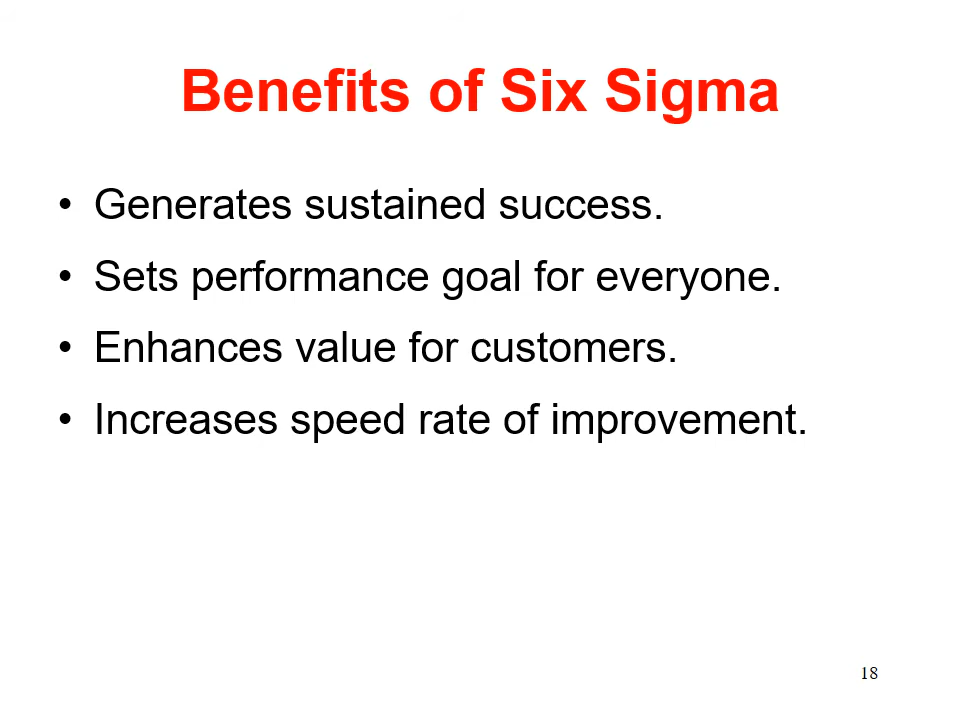 Benefits of Six Sigma
• Generates sustained success.
• Sets performance goal for everyone.
• Enhances value for customers.
• Increases speed rate of improvement.
18